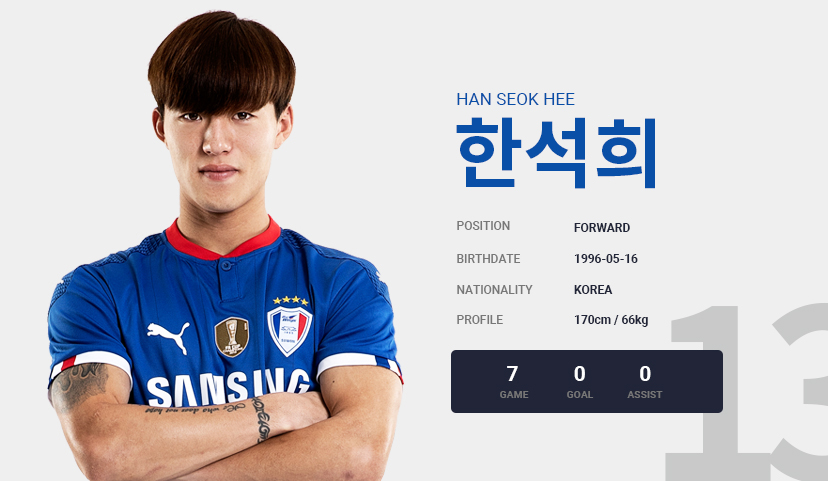 HAN SEOK HEE
한석희
POSITION FORWARD
BIRTHDATE 1996-05-16
NATIONALITY KOREA
PROFILE 170cm / 66kg
7 0 0
GAME GOAL ASSIST
13
SAMSUNG